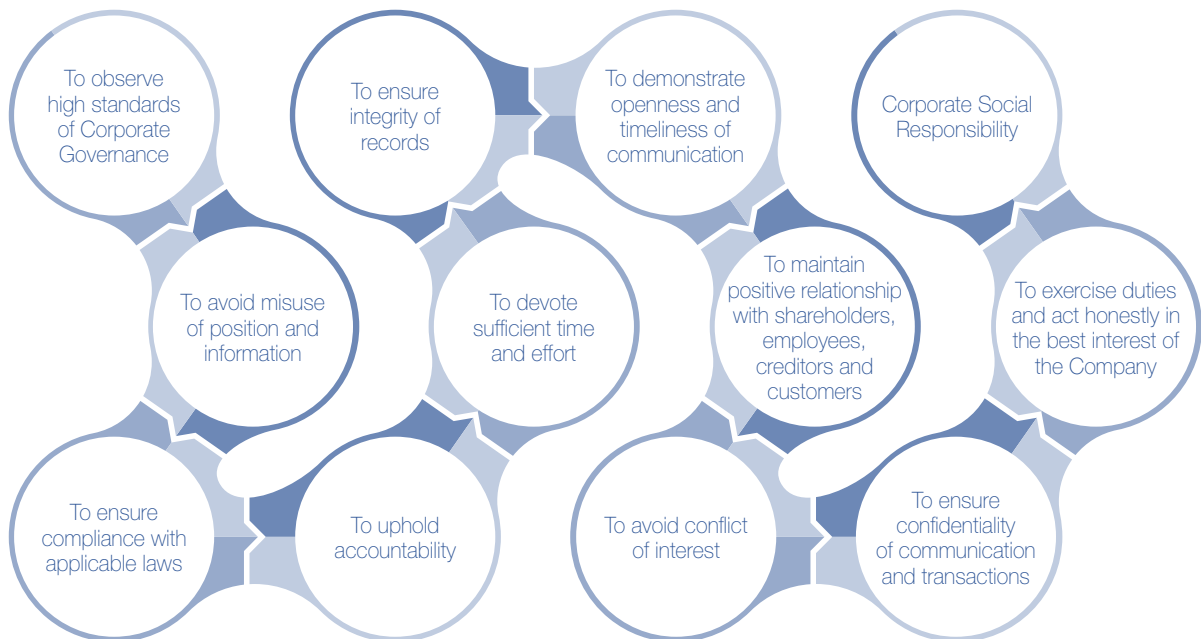 To observe
high standards
of Corporate
Governance
To ensure
integrity of
records
To demonstrate
openness and
timeliness of
communication
Corporate Social
Responsibility
To avoid misuse
of position and
information
To devote
sufficient time
and effort
To maintain
positive relationship
with shareholders,
employees,
creditors and
customers
To exercise duties
and act honestly in
the best interest of
the Company
To ensure
compliance with
applicable laws
To uphold
accountability
To avoid conflict
of interest
To ensure
confidentiality
of communication
and transactions